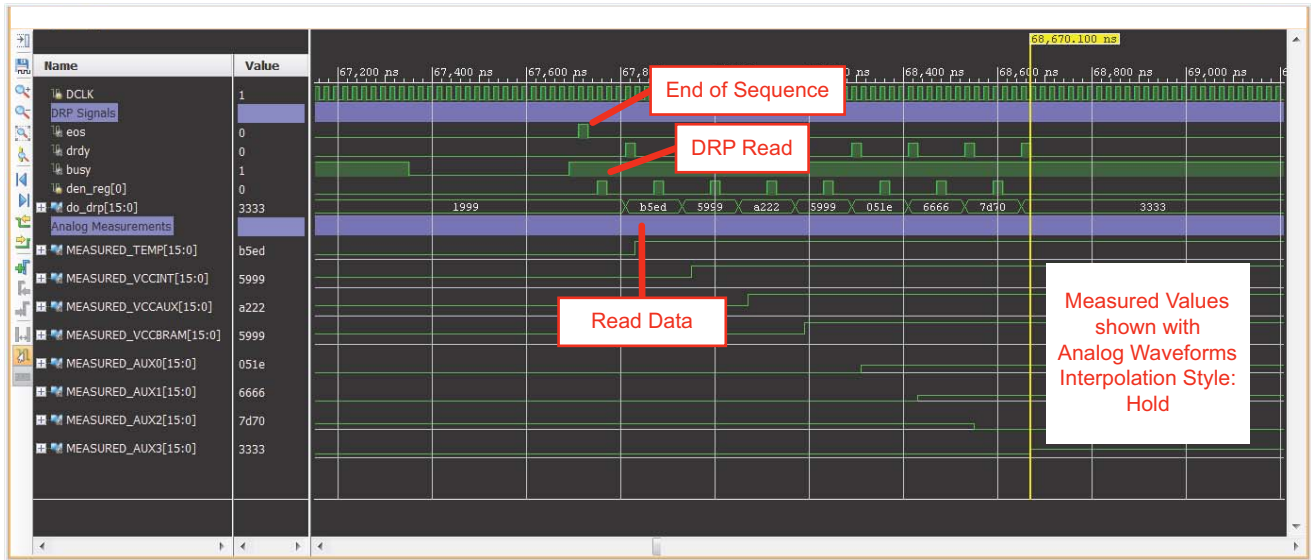 68,670.100 ns
Name Value
67,200 ns 67,400 ns 67,600 ns 67,8 0 ns 68,400 ns 68,600 ns 68,800 ns 69,000 ns
DCLK 1
End of Sequence
DRP Signals
eos 0
drdy 0
DRP Read
busy 1
den_reg[0] 0
do_drp[15:0] 3333 1999 b5ed 5999 a222 5999 051e 6666 7d70 3333
Analog Measurements
MEASURED_TEMP[15:0] b5ed
MEASURED_VCCINT[15:0] 5999
MEASURED_VCCAUX[15:0] a222
Read Data
MEASURED_VCCBRAM[15:0] 5999
MEASURED_AUX0[15:0] 051e
MEASURED_AUX1[15:0] 6666
MEASURED_AUX2[15:0] 7d70
MEASURED_AUX3[15:0] 3333
Measured Values
shown with
Analog Waveforms
Interpolation Style:
Hold